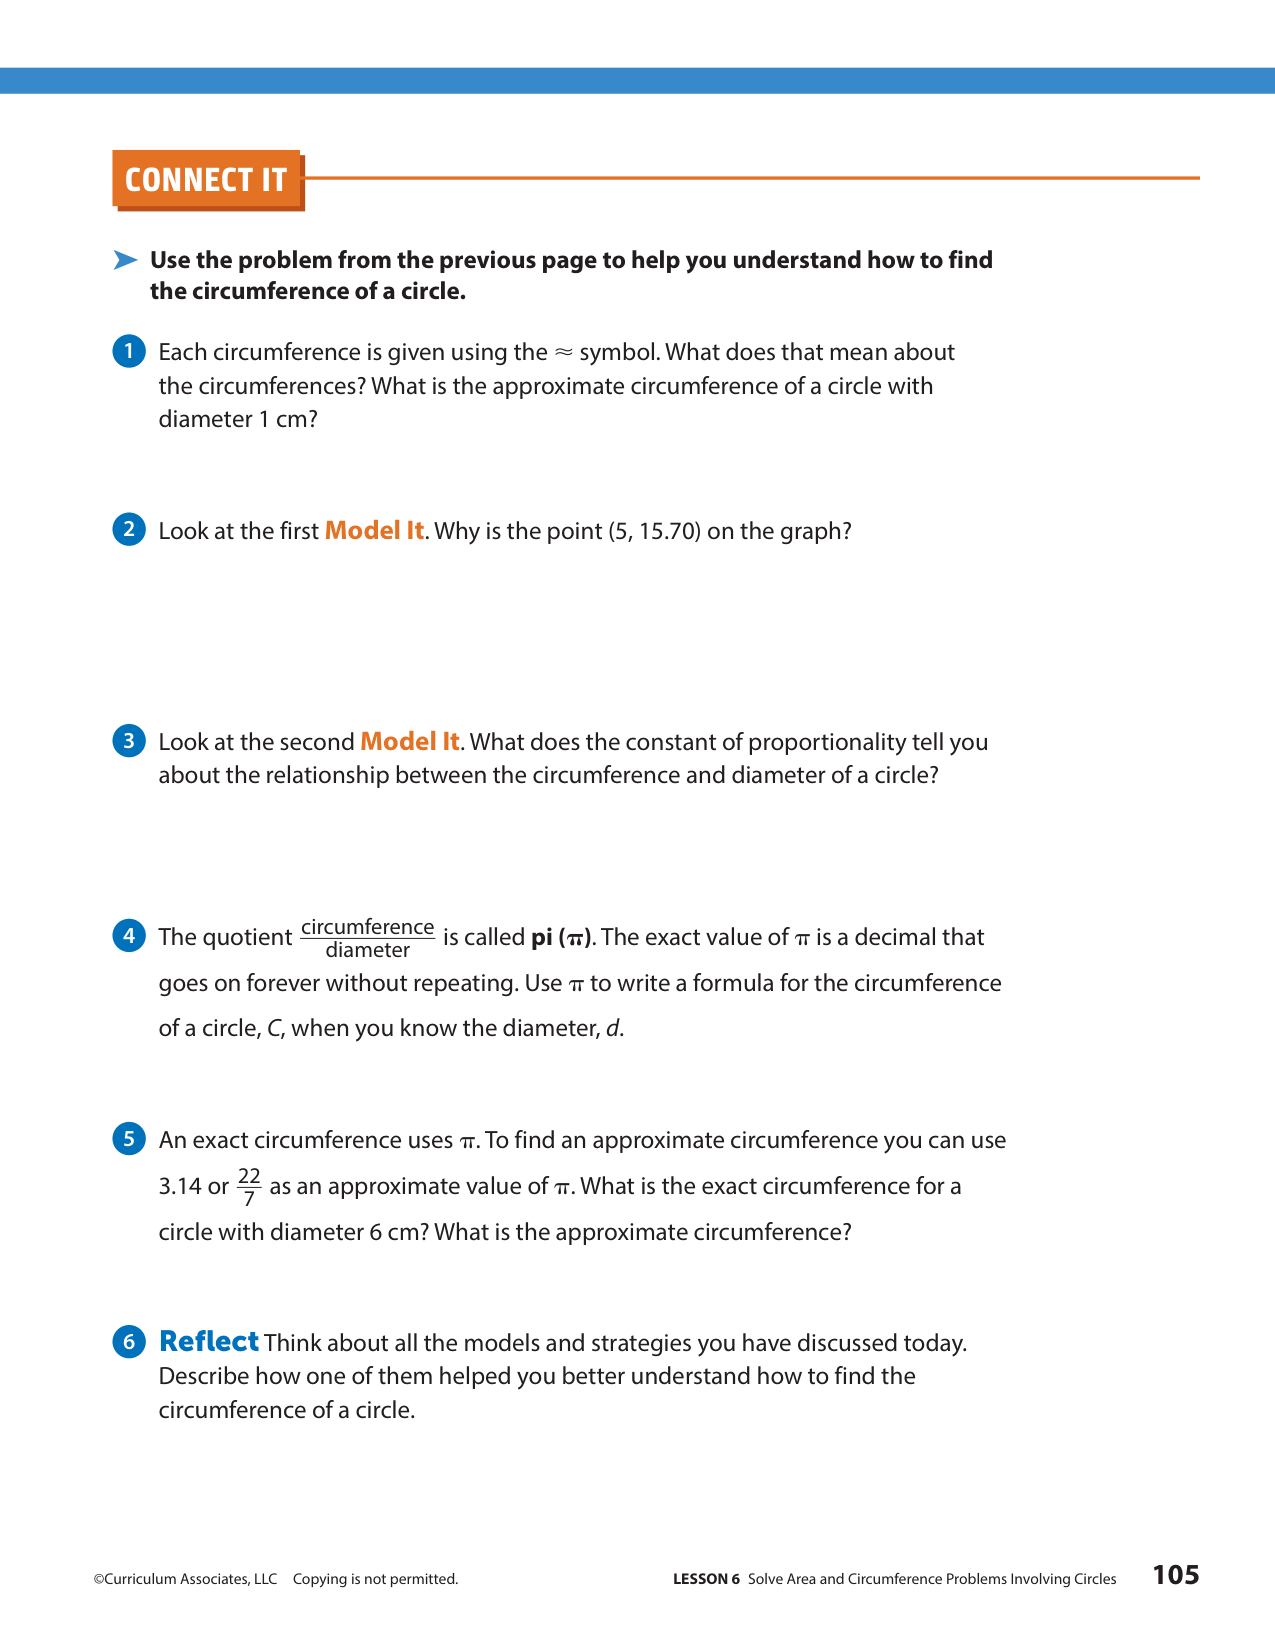 CONNECT IT
➤ Use the problem from the previous page to help you understand how to find
the circumference of a circle.
1 Each circumference is given using the ≈ symbol. What does that mean about
the circumferences? What is the approximate circumference of a circle with
diameter 1 cm?
2 Look at the first Model It. Why is the point (5, 15.70) on the graph?
3 Look at the second Model It. What does the constant of proportionality tell you
about the relationship between the circumference and diameter of a circle?
4 The quotient circumference/diameter is called pi (π). The exact value of π is a decimal that
goes on forever without repeating. Use π to write a formula for the circumference
of a circle, C, when you know the diameter, d.
5 An exact circumference uses π. To find an approximate circumference you can use
3.14 or 22/7 as an approximate value of π. What is the exact circumference for a
circle with diameter 6 cm? What is the approximate circumference?
6 Reflect Think about all the models and strategies you have discussed today.
Describe how one of them helped you better understand how to find the
circumference of a circle.
©Curriculum Associates, LLC Copying is not permitted. LESSON 6 Solve Area and Circumference Problems Involving Circles 105